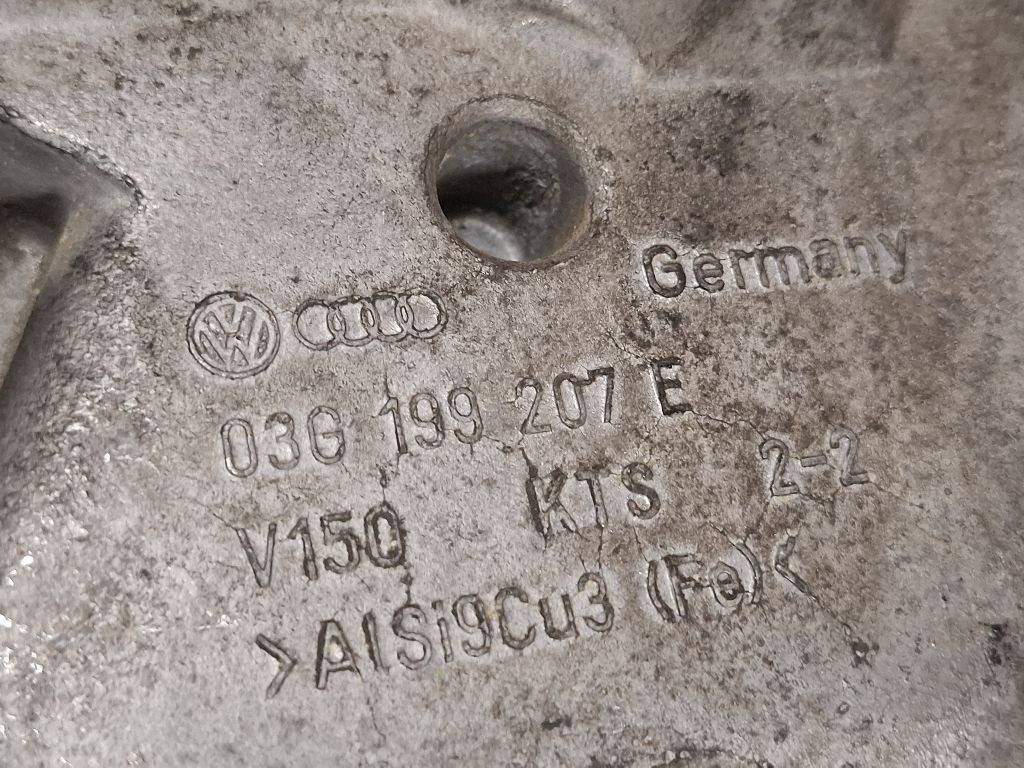 Germany
03G 199 207 E
V150 KTS 2-2
>AlSi9Cu3 (Fe)<